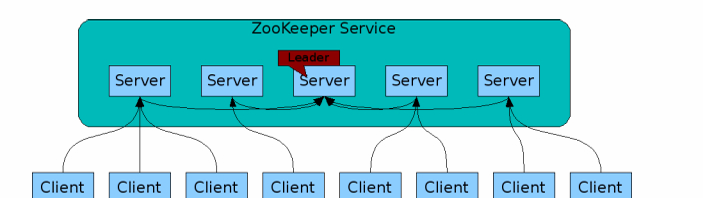 ZooKeeper Service
Leader
Server Server Server Server Server
Client Client Client Client Client Client Client Client